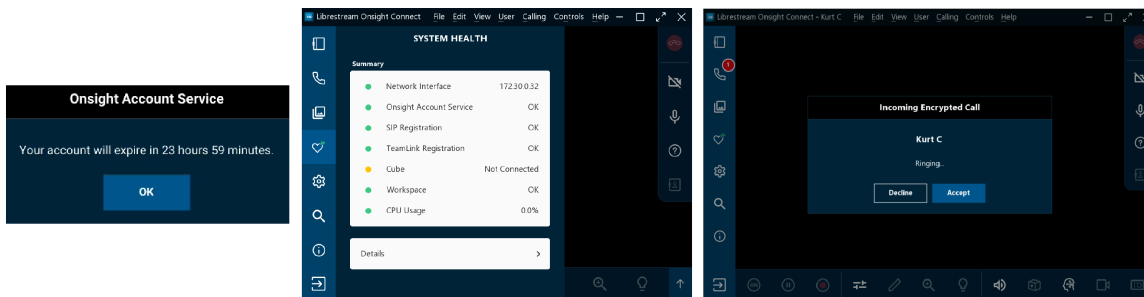 Onsight Account Service
Your account will expire in 23 hours 59 minutes.
OK
Librestream Onsight Connect File Edit View User Calling Controls Help
SYSTEM HEALTH
Summary
Network Interface 172.30.0.32
Onsight Account Service OK
SIP Registration OK
TeamLink Registration OK
Cube Not Connected
Workspace OK
CPU Usage 0.0%
Details
Librestream Onsight Connect - Kurt C File Edit View User Calling Controls Help
1
Incoming Encrypted Call
Kurt C
Ringing...
Decline Accept